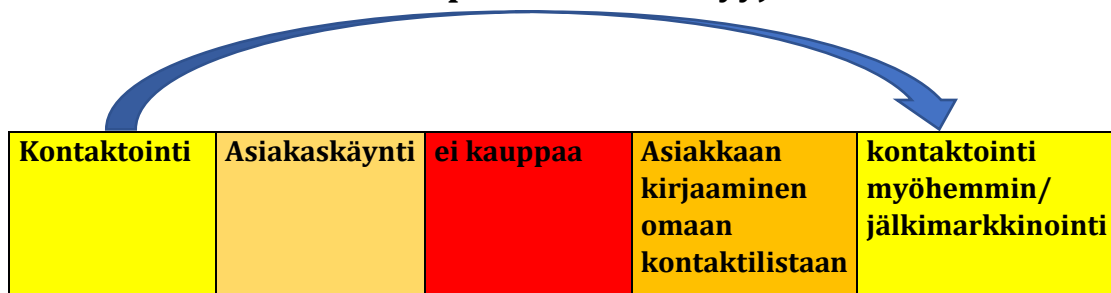 Kontaktointi
Asiakaskäynti
ei kauppaa
Asiakkaan
kirjaaminen
omaan
kontaktilistaan
kontaktointi
myöhemmin/
jälkimarkkinointi